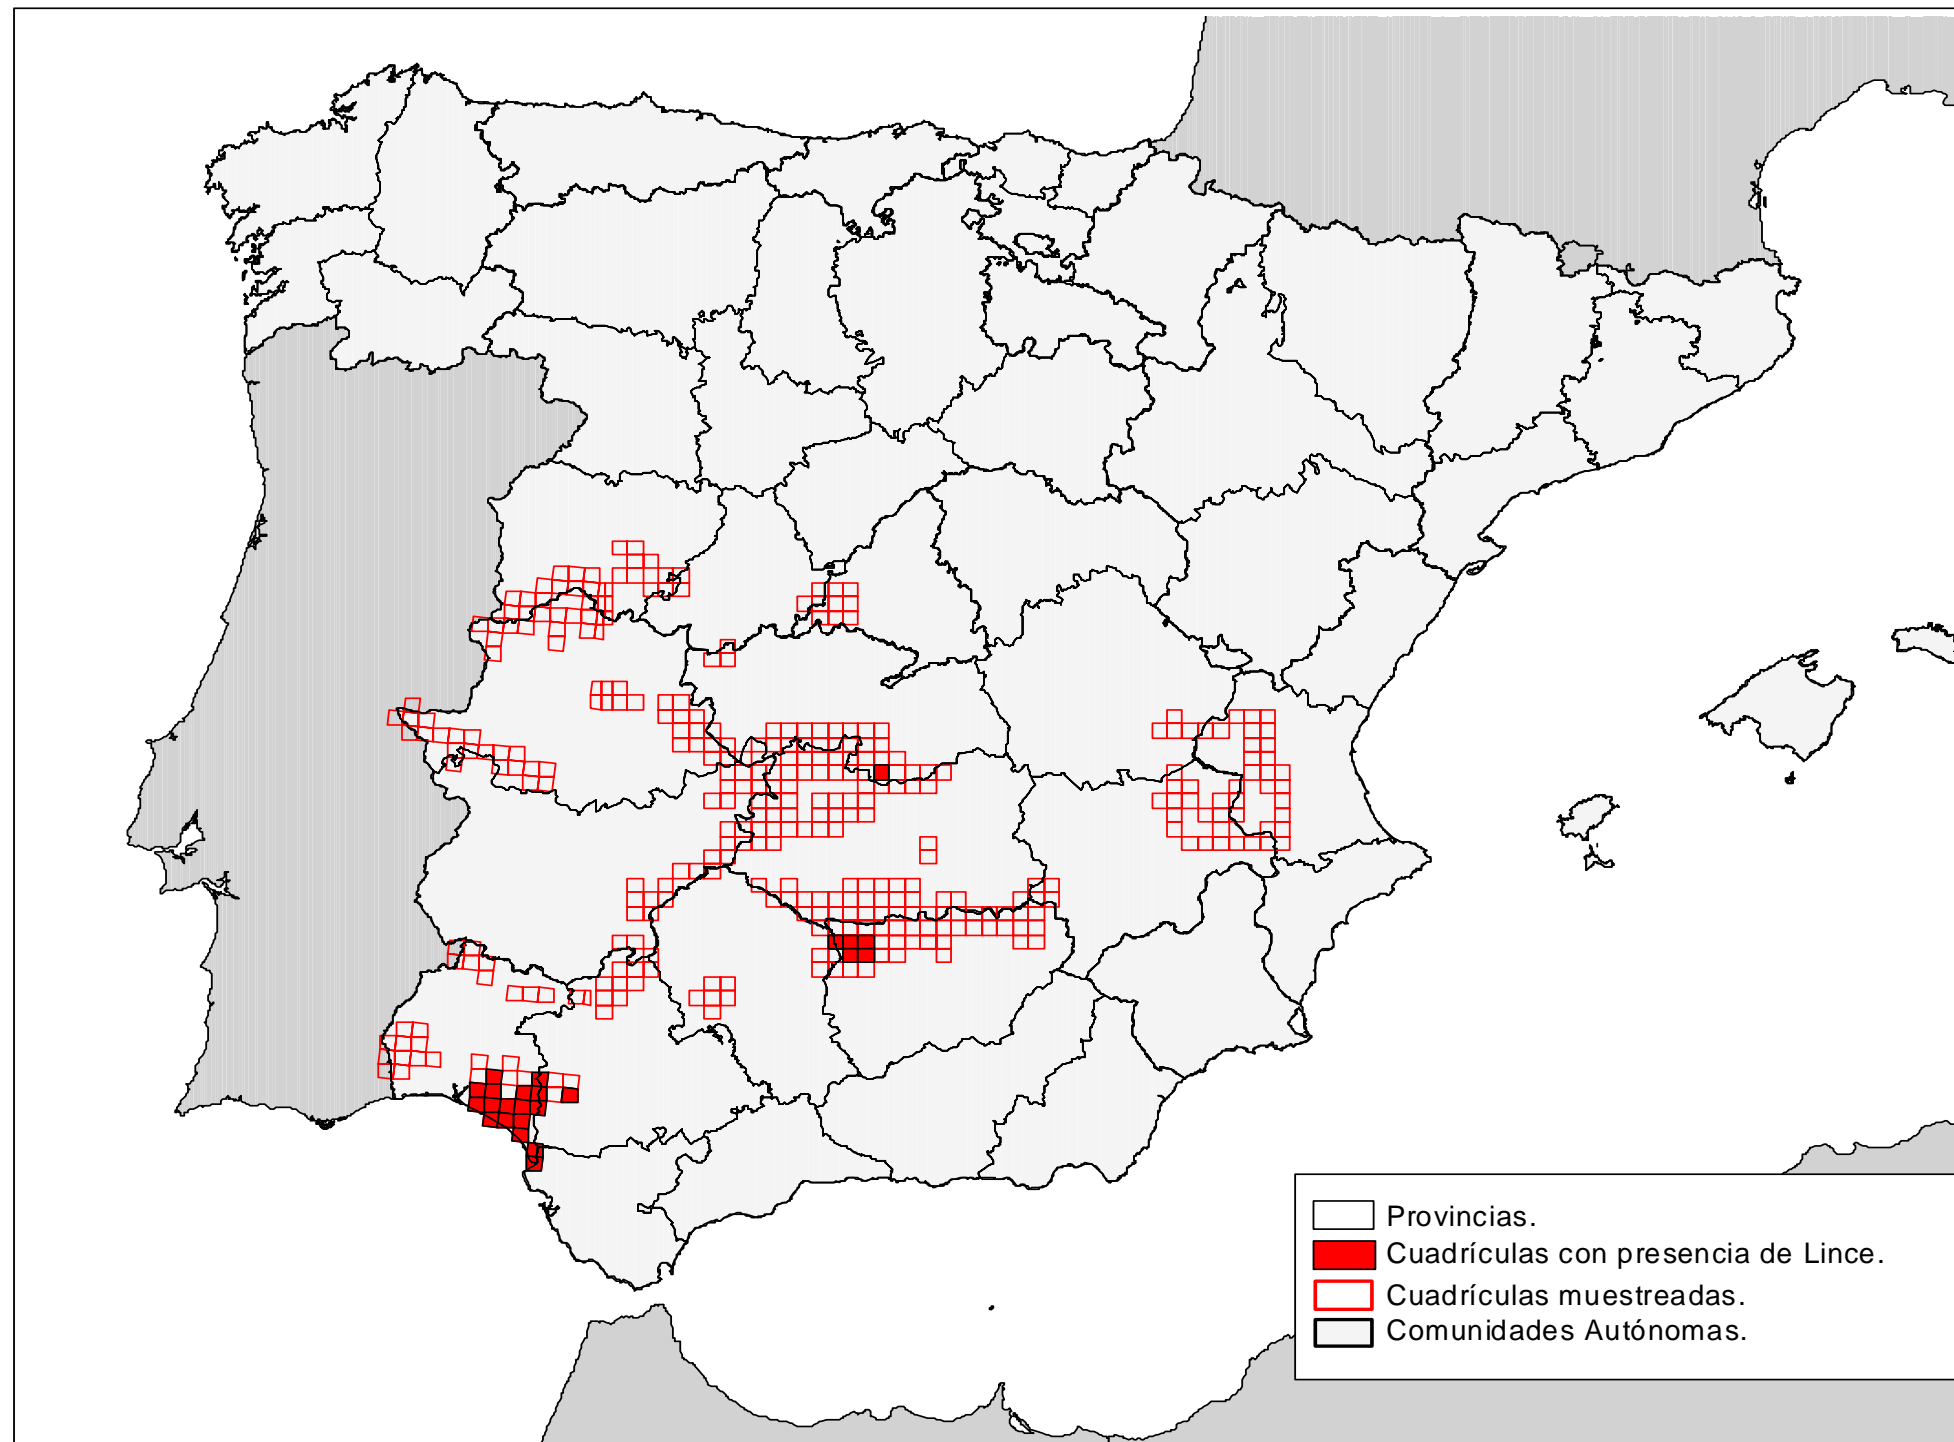 Provincias.
Cuadrículas con presencia de Lince.
Cuadrículas muestreadas.
Comunidades Autónomas.